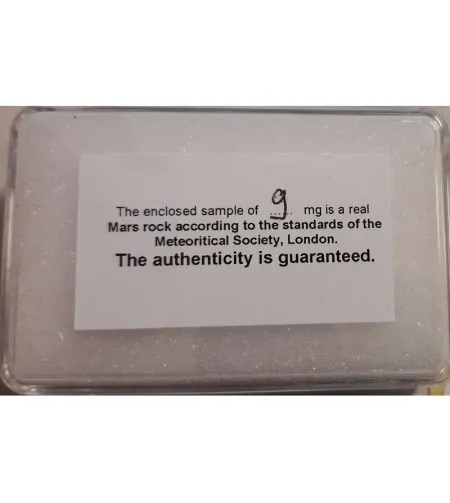 The enclosed sample of 9 mg is a real
Mars rock according to the standards of the
Meteoritical Society, London.
The authenticity is guaranteed.